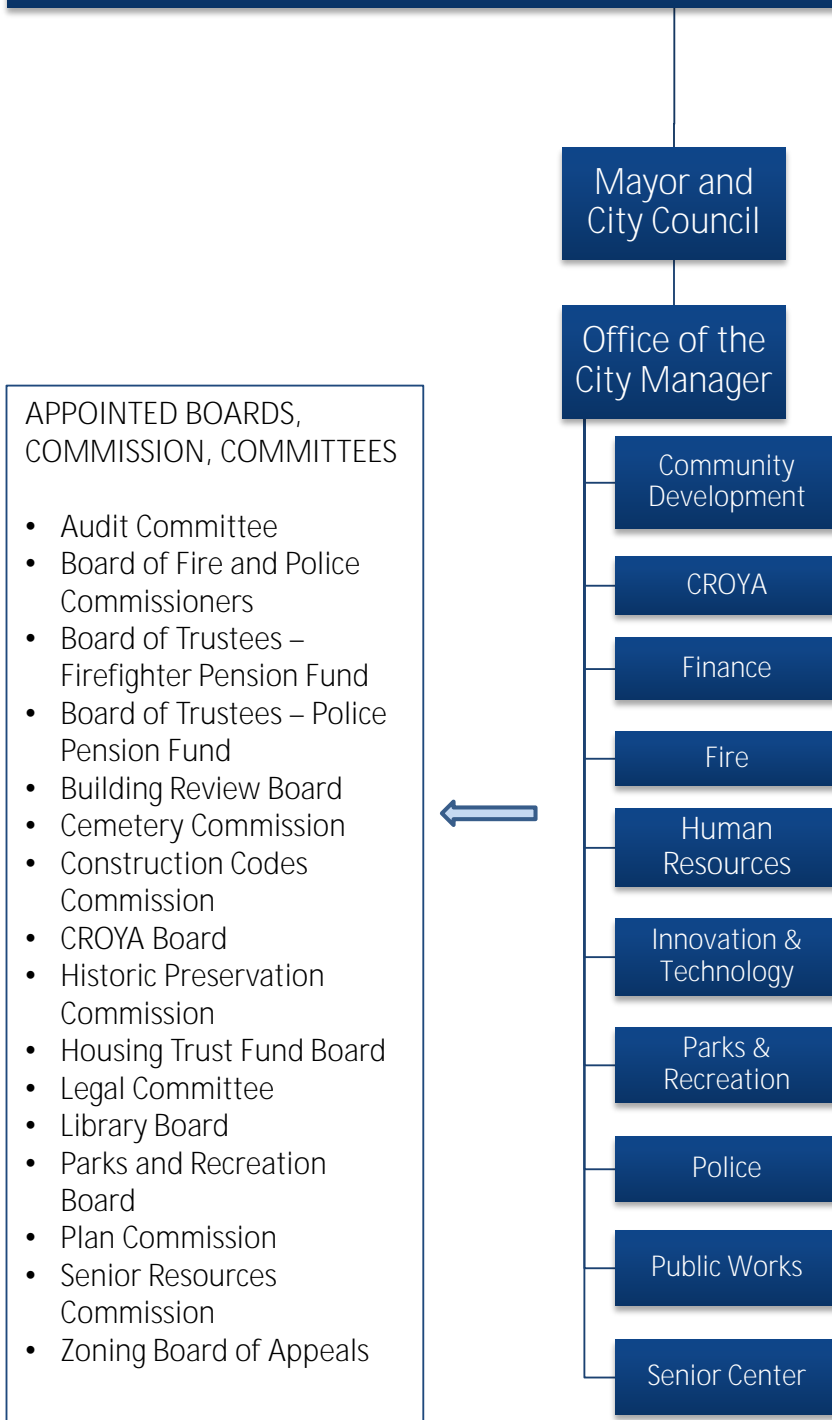 Mayor and
City Council
Office of the
City Manager
APPOINTED BOARDS,
COMMISSION, COMMITTEES
• Audit Committee
• Board of Fire and Police
Commissioners
• Board of Trustees –
Firefighter Pension Fund
• Board of Trustees – Police
Pension Fund
• Building Review Board
• Cemetery Commission
• Construction Codes
Commission
• CROYA Board
• Historic Preservation
Commission
• Housing Trust Fund Board
• Legal Committee
• Library Board
• Parks and Recreation
Board
• Plan Commission
• Senior Resources
Commission
• Zoning Board of Appeals
Community
Development
CROYA
Finance
Fire
Human
Resources
Innovation &
Technology
Parks &
Recreation
Police
Public Works
Senior Center